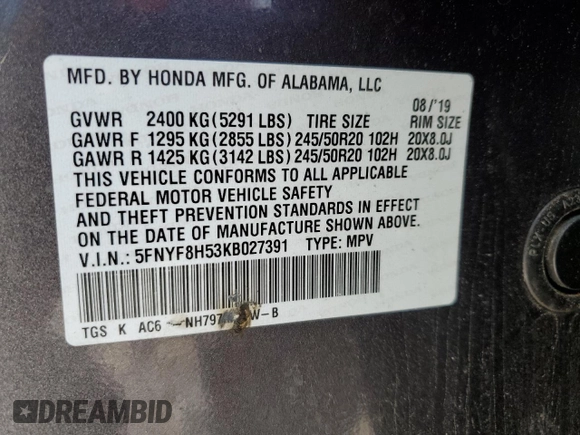 MFD. BY HONDA MFG. OF ALABAMA, LLC
08/'19
GVWR 2400 KG(5291 LBS) TIRE SIZE RIM SIZE
GAWR F 1295 KG(2855 LBS)245/50R20 102H 20X8.0J
GAWR R 1425 KG(3142 LBS)245/50R20 102H 20X8.0J
THIS VEHICLE CONFORMS TO ALL APPLICABLE
FEDERAL MOTOR VEHICLE SAFETY
AND THEFT PREVENTION STANDARDS IN EFFECT
ON THE DATE OF MANUFACTURE SHOWN ABOVE.
V.I.N.: 5FNYF8H53KB027391 TYPE: MPV
TGS K AC6 -NH797 W-B
DREAMBID